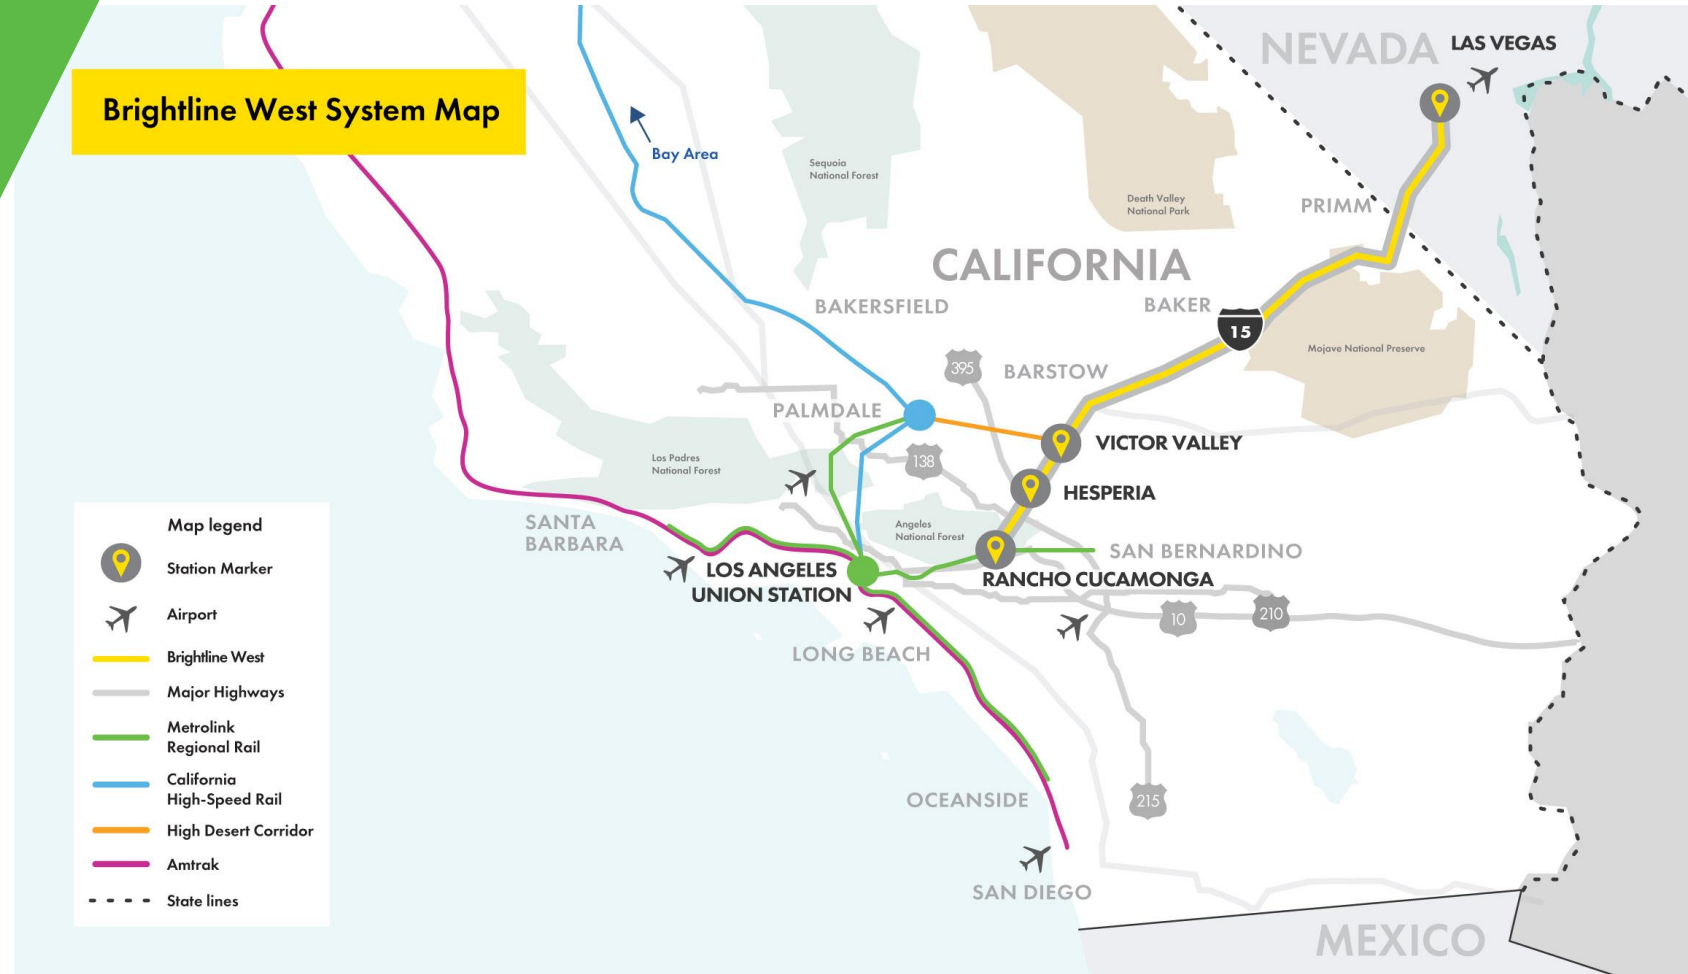 NEVADA
LAS VEGAS
Brightline West System Map
Bay Area
Sequoia
National Forest
Death Valley
National Park
PRIMM
CALIFORNIA
BAKERSFIELD
BAKER
15
Mojave National Preserve
395
BARSTOW
PALMDALE
VICTOR VALLEY
138
Los Padres
National Forest
HESPERIA
SANTA
BARBARA
Angeles
National Forest
SAN BERNARDINO
LOS ANGELES
UNION STATION
RANCHO CUCAMONGA
10
210
LONG BEACH
OCEANSIDE
215
SAN DIEGO
MEXICO
Map legend
Station Marker
Airport
Brightline West
Major Highways
Metrolink
Regional Rail
California
High-Speed Rail
High Desert Corridor
Amtrak
State lines